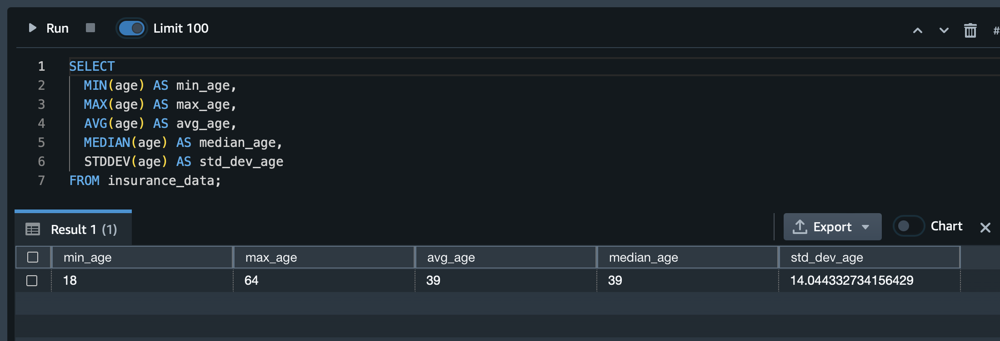 Run Limit 100 #
1 SELECT
2 MIN(age) AS min_age,
3 MAX(age) AS max_age,
4 AVG(age) AS avg_age,
5 MEDIAN(age) AS median_age,
6 STDDEV(age) AS std_dev_age
7 FROM insurance_data;
Result 1 (1) Export Chart
min_age max_age avg_age median_age std_dev_age
18 64 39 39 14.044332734156429